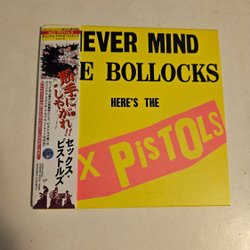 EVER MIND
E BOLLOCKS
HERE'S THE
X PISTOLS
勝手にしやがれ!!
セックス・
ピストルズ